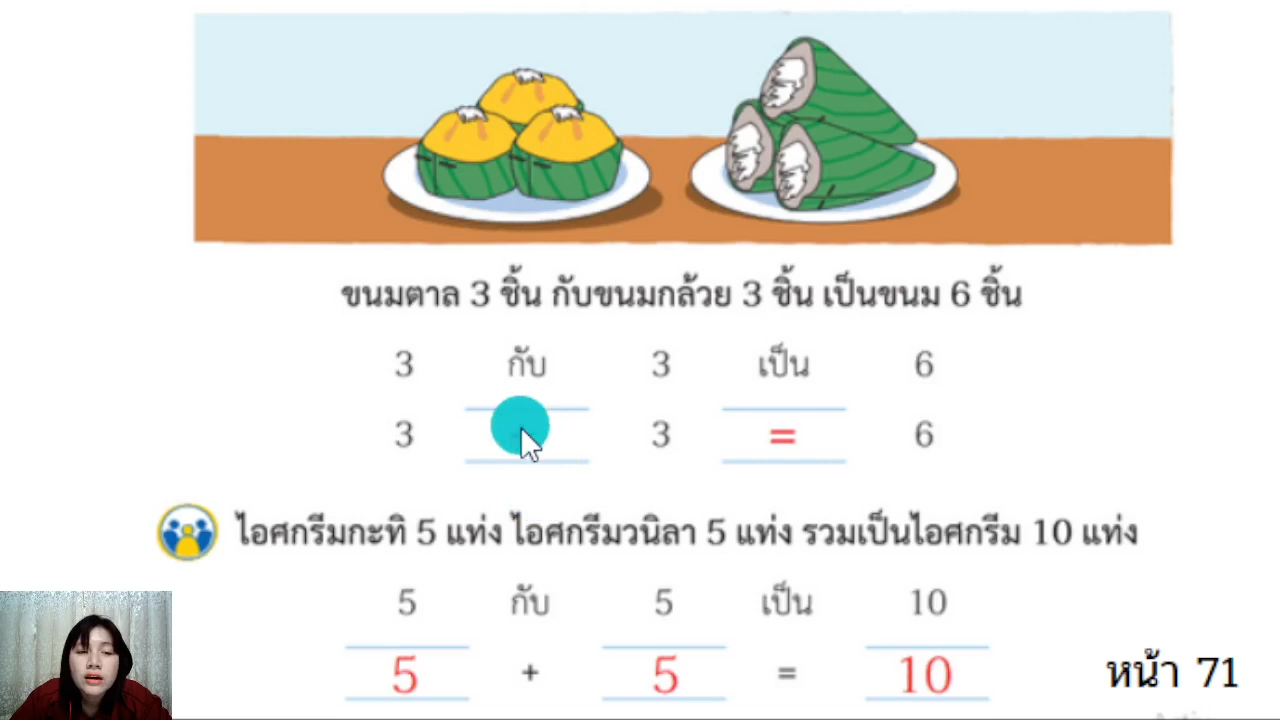 ขนมตาล 3 ชิ้น กับขนมกล้วย 3 ชิ้น เป็นขนม 6 ชิ้น
3 กับ 3 เป็น 6
3 3 = 6
ไอศกรีมกะทิ 5 แท่ง ไอศกรีมวนิลา 5 แท่ง รวมเป็นไอศกรีม 10 แท่ง
5 กับ 5 เป็น 10
5 + 5 = 10
หน้า 71